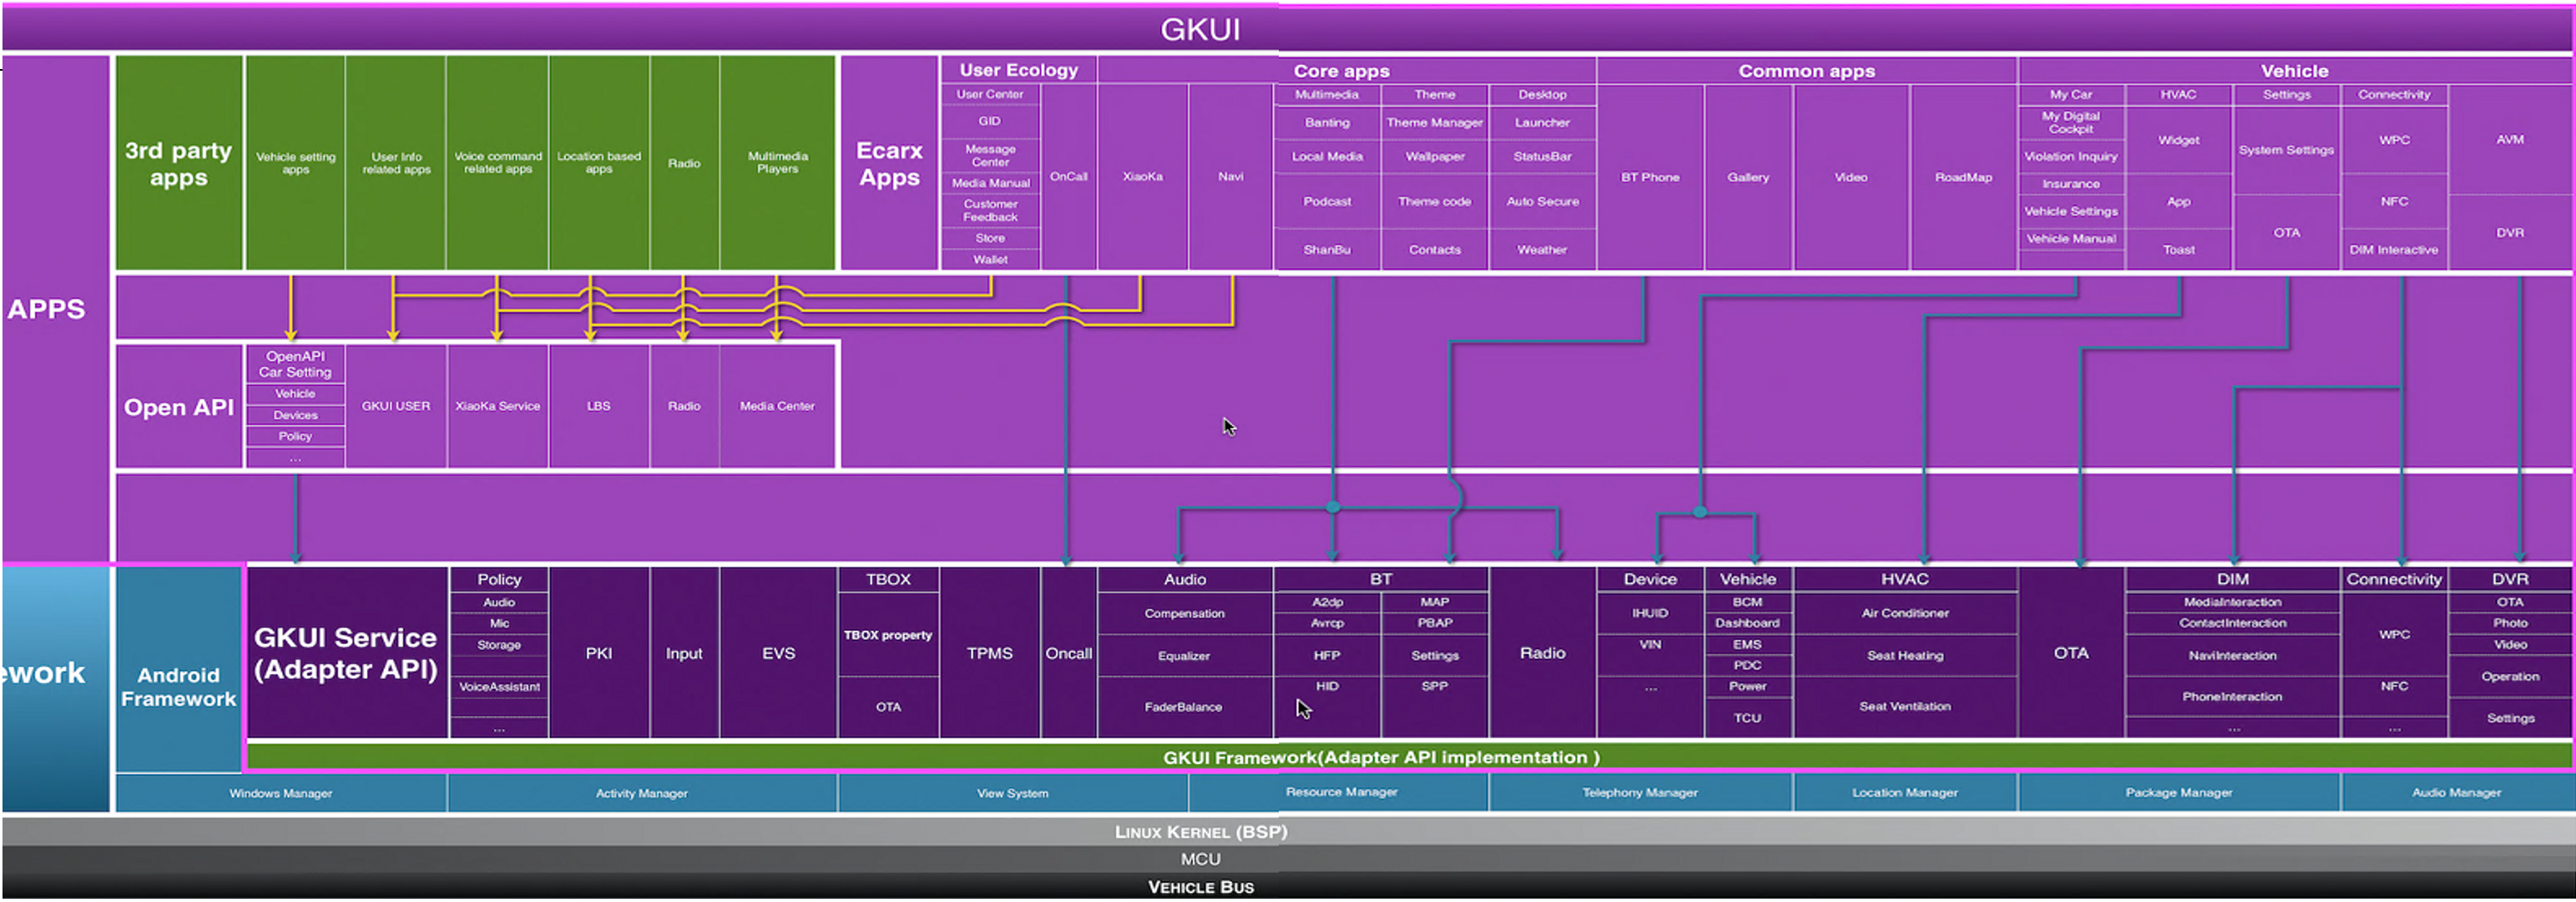 GKUI
APPS
3rd party
apps
Vehicle setting
apps
User Info
related apps
Voice command
related apps
Location based
apps
Radio
Multimedia
Players
Ecarx
Apps
User Ecology
User Center
GID
Message
Center
Media Manual
Customer
Feedback
Store
Wallet
OnCall
XiaoKa
Navi
Core apps
Multimedia
Banting
Local Media
Podcast
ShanBu
Theme
Theme Manager
Wallpaper
Theme code
Contacts
Desktop
Launcher
StatusBar
Auto Secure
Weather
Common apps
BT Phone
Gallery
Video
RoadMap
Vehicle
My Car
My Digital
Cockpit
Violation Inquiry
Insurance
Vehicle Settings
Vehicle Manual
HVAC
Widget
App
Toast
Settings
System Settings
OTA
Connectivity
WPC
NFC
DIM Interactive
AVM
DVR
Open API
OpenAPI
Car Setting
Vehicle
Devices
Policy
...
GKUI USER
XiaoKa Service
LBS
Radio
Media Center
ework
Android
Framework
GKUI Service
(Adapter API)
Policy
Audio
Mic
Storage
VoiceAssistant
...
PKI
Input
EVS
TBOX
TBOX property
OTA
TPMS
Oncall
Audio
Compensation
Equalizer
FaderBalance
BT
A2dp
Avrcp
HFP
HID
MAP
PBAP
Settings
SPP
Radio
Device
IHUID
VIN
...
Vehicle
BCM
Dashboard
EMS
PDC
Power
TCU
HVAC
Air Conditioner
Seat Heating
Seat Ventilation
OTA
DIM
MediaInteraction
ContactInteraction
NaviInteraction
PhoneInteraction
...
Connectivity
WPC
NFC
...
DVR
OTA
Photo
Video
Operation
Settings
GKUI Framework(Adapter API implementation )
Windows Manager
Activity Manager
View System
Resource Manager
Telephony Manager
Location Manager
Package Manager
Audio Manager
LINUX KERNEL (BSP)
MCU
VEHICLE BUS